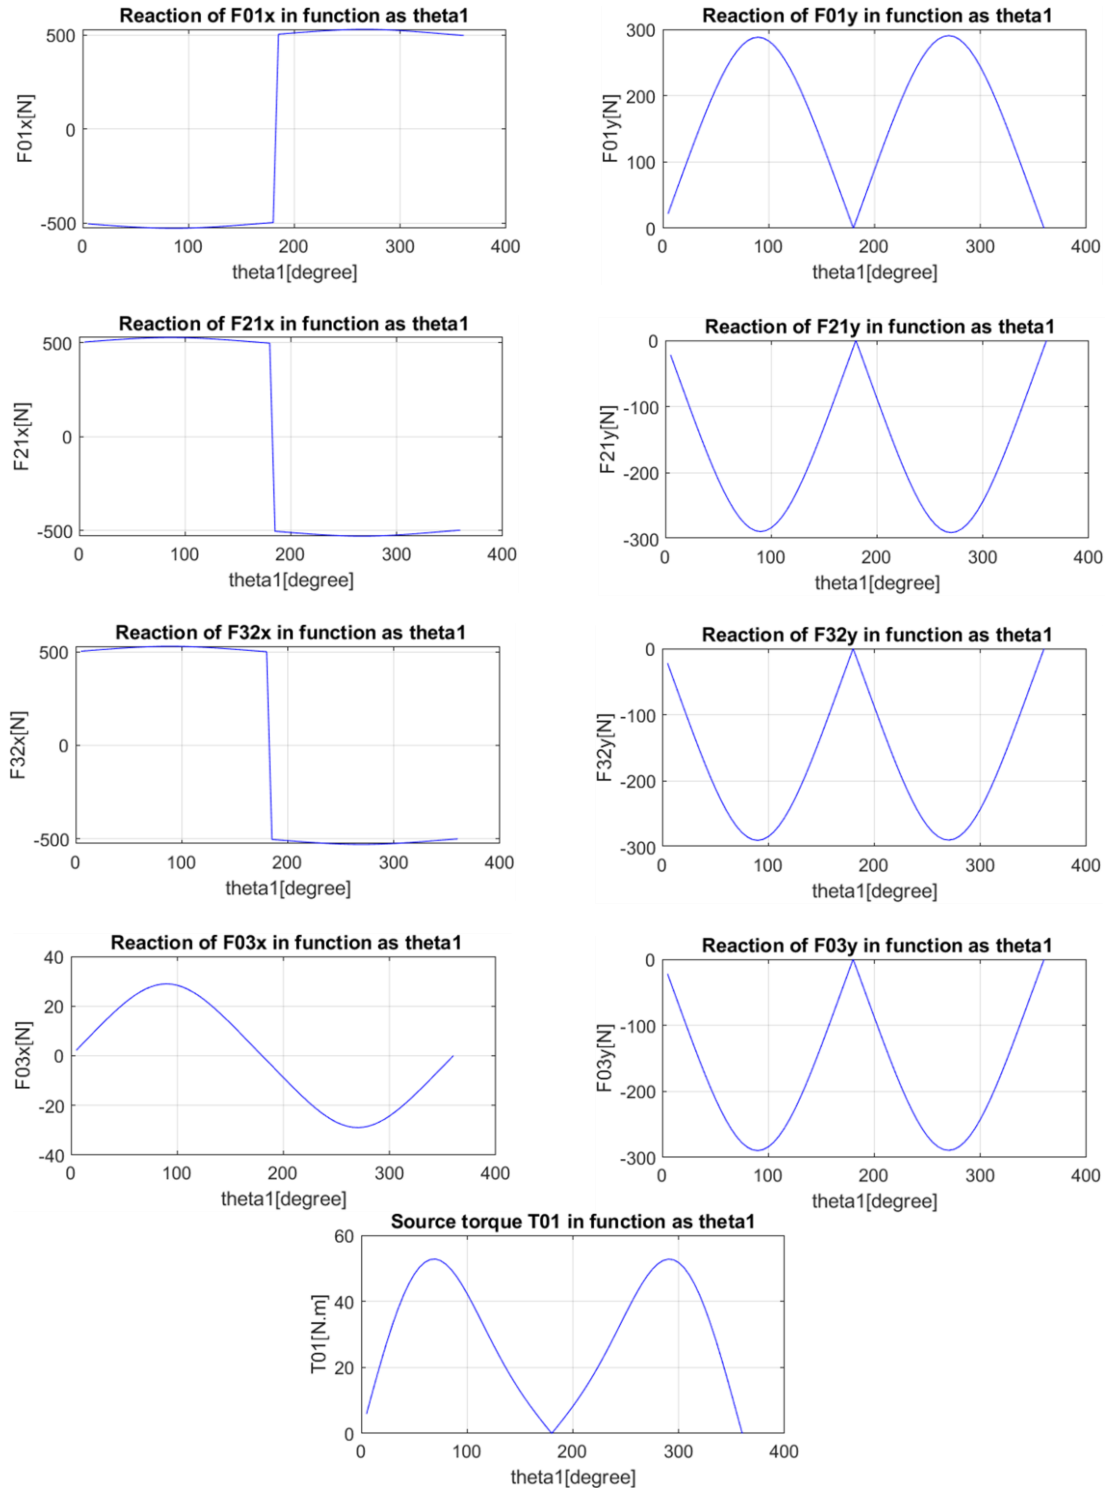 Reaction of F01x in function as theta1
500
0
-500
F01x[N]
100
200
300
400
theta1[degree]
Reaction of F01y in function as theta1
300
200
100
0
F01y[N]
0
100
200
300
400
theta1[degree]
Reaction of F21x in function as theta1
500
0
-500
F21x[N]
0
100
200
300
400
theta1[degree]
Reaction of F21y in function as theta1
0
-100
-200
-300
F21y[N]
0
100
200
300
400
theta1[degree]
Reaction of F32x in function as theta1
500
0
-500
F32x[N]
0
100
200
300
400
theta1[degree]
Reaction of F32y in function as theta1
0
-100
-200
-300
F32y[N]
0
100
200
300
400
theta1[degree]
Reaction of F03x in function as theta1
40
20
0
-20
-40
F03x[N]
0
100
200
300
400
theta1[degree]
Reaction of F03y in function as theta1
0
-100
-200
-300
F03y[N]
0
100
200
300
400
theta1[degree]
Source torque T01 in function as theta1
60
40
20
0
T01[N.m]
0
100
200
300
400
theta1[degree]